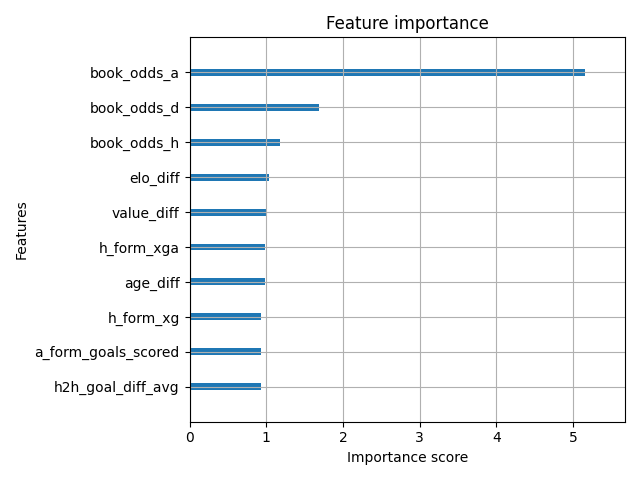 Feature importance
book_odds_a
book_odds_d
book_odds_h
elo_diff
value_diff
h_form_xga
age_diff
h_form_xg
a_form_goals_scored
h2h_goal_diff_avg
Features
0 1 2 3 4 5
Importance score